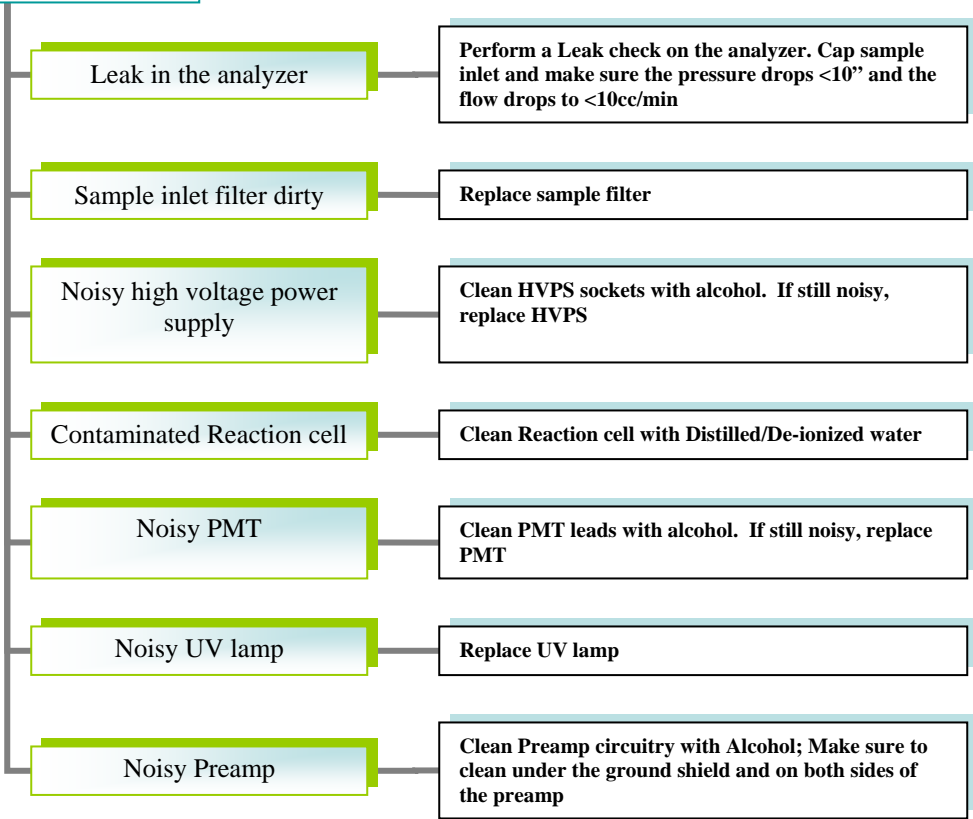 Leak in the analyzer
Perform a Leak check on the analyzer. Cap sample
inlet and make sure the pressure drops <10” and the
flow drops to <10cc/min
Sample inlet filter dirty
Replace sample filter
Noisy high voltage power
supply
Clean HVPS sockets with alcohol.  If still noisy,
replace HVPS
Contaminated Reaction cell
Clean Reaction cell with Distilled/De-ionized water
Noisy PMT
Clean PMT leads with alcohol.  If still noisy, replace
PMT
Noisy UV lamp
Replace UV lamp
Noisy Preamp
Clean Preamp circuitry with Alcohol; Make sure to
clean under the ground shield and on both sides of
the preamp